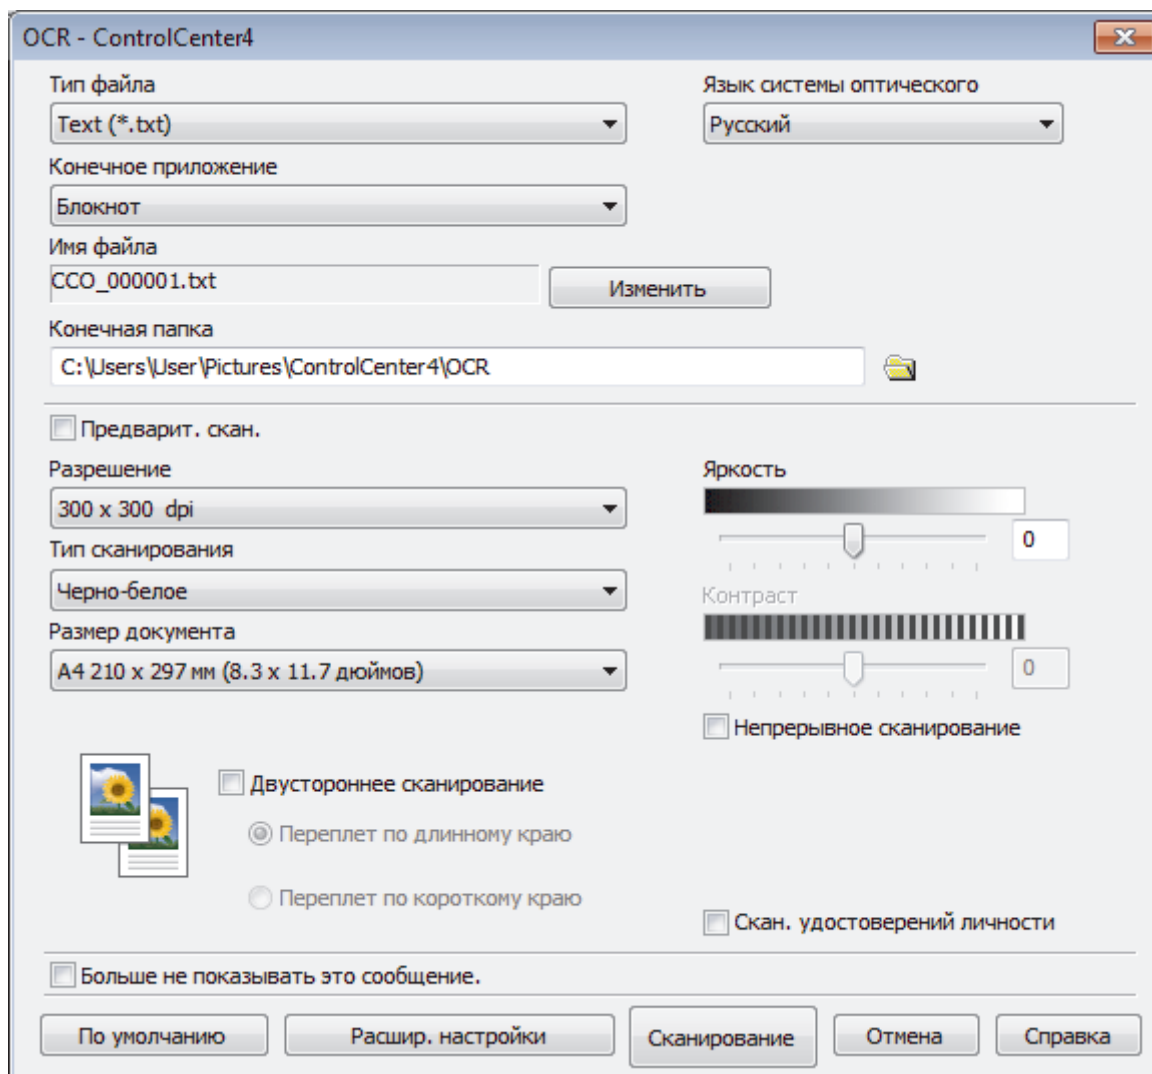 OCR - ControlCenter4
Тип файла
Язык системы оптического
Text (*.txt)
Русский
Конечное приложение
Блокнот
Имя файла
CCO_000001.txt
Изменить
Конечная папка
C:\Users\User\Pictures\ControlCenter4\OCR
Предварит. скан.
Разрешение
Яркость
300 x 300 dpi
0
Тип сканирования
Черно-белое
Контраст
Размер документа
A4 210 x 297 мм (8.3 x 11.7 дюймов)
0
Непрерывное сканирование
Двустороннее сканирование
Переплет по длинному краю
Переплет по короткому краю
Скан. удостоверений личности
Больше не показывать это сообщение.
По умолчанию
Расшир. настройки
Сканирование
Отмена
Справка